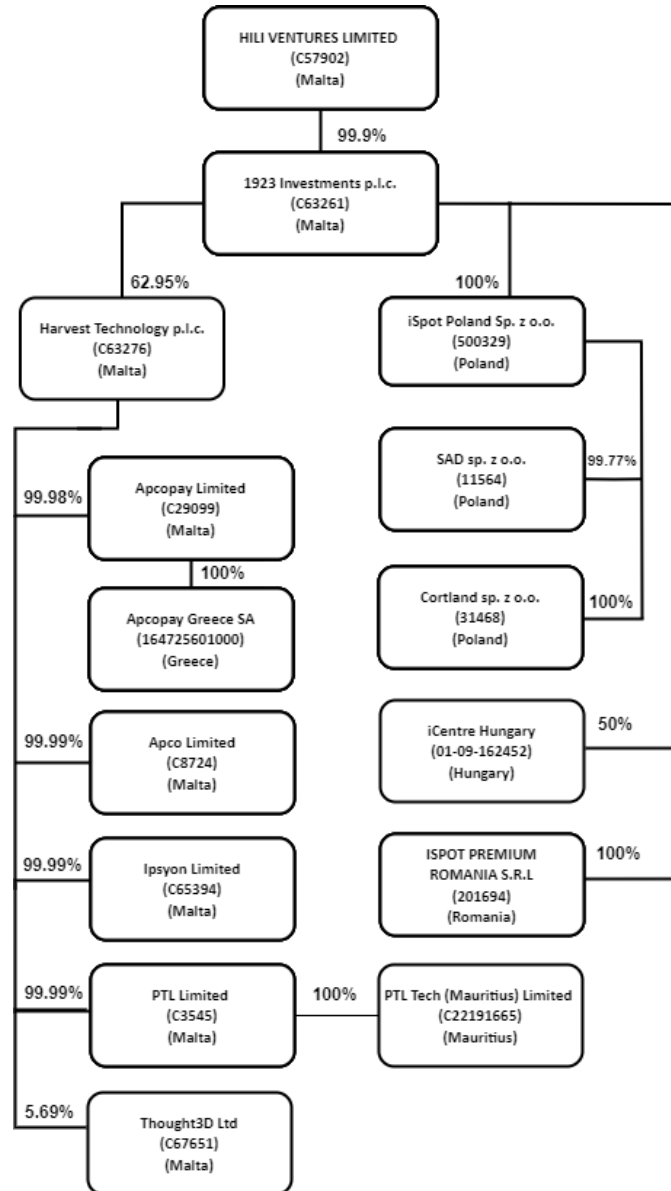 HILI VENTURES LIMITED
(C57902)
(Malta)
99.9%
1923 Investments p.l.c.
(C63261)
(Malta)
62.95%
100%
Harvest Technology p.l.c.
(C63276)
(Malta)
iSpot Poland Sp. z o.o.
(500329)
(Poland)
99.98%
Apcopay Limited
(C29099)
(Malta)
SAD sp. z o.o.
(11564)
(Poland)
99.77%
100%
Apcopay Greece SA
(164725601000)
(Greece)
Cortland sp. z o.o.
(31468)
(Poland)
100%
99.99%
Apco Limited
(C8724)
(Malta)
iCentre Hungary
(01-09-162452)
(Hungary)
50%
99.99%
Ipsyon Limited
(C65394)
(Malta)
ISPOT PREMIUM
ROMANIA S.R.L
(201694)
(Romania)
100%
99.99%
PTL Limited
(C3545)
(Malta)
100%
PTL Tech (Mauritius) Limited
(C22191665)
(Mauritius)
5.69%
Thought3D Ltd
(C67651)
(Malta)